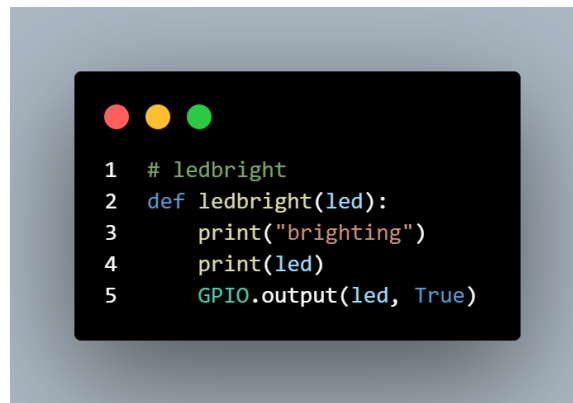 1 # ledbright
2 def ledbright(led):
3     print("brighting")
4     print(led)
5     GPIO.output(led, True)